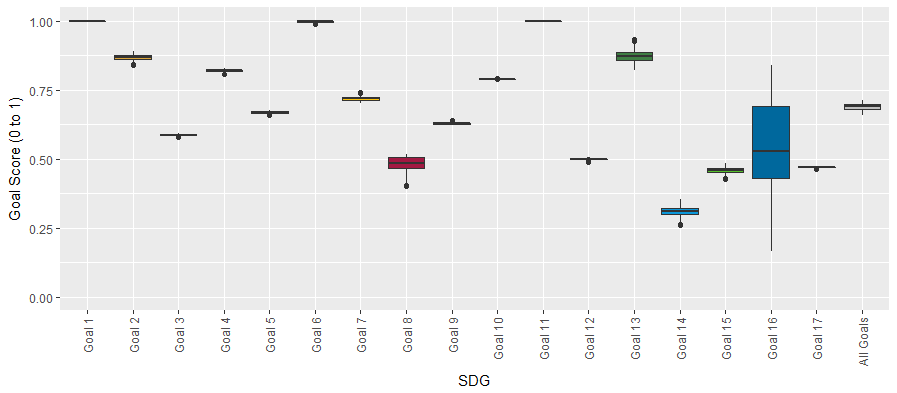 1.00
0.75
0.50
0.25
0.00
Goal Score (0 to 1)
Goal 1
Goal 2
Goal 3
Goal 4
Goal 5
Goal 6
Goal 7
Goal 8
Goal 9
Goal 10
Goal 11
Goal 12
Goal 13
Goal 14
Goal 15
Goal 16
Goal 17
All Goals
SDG